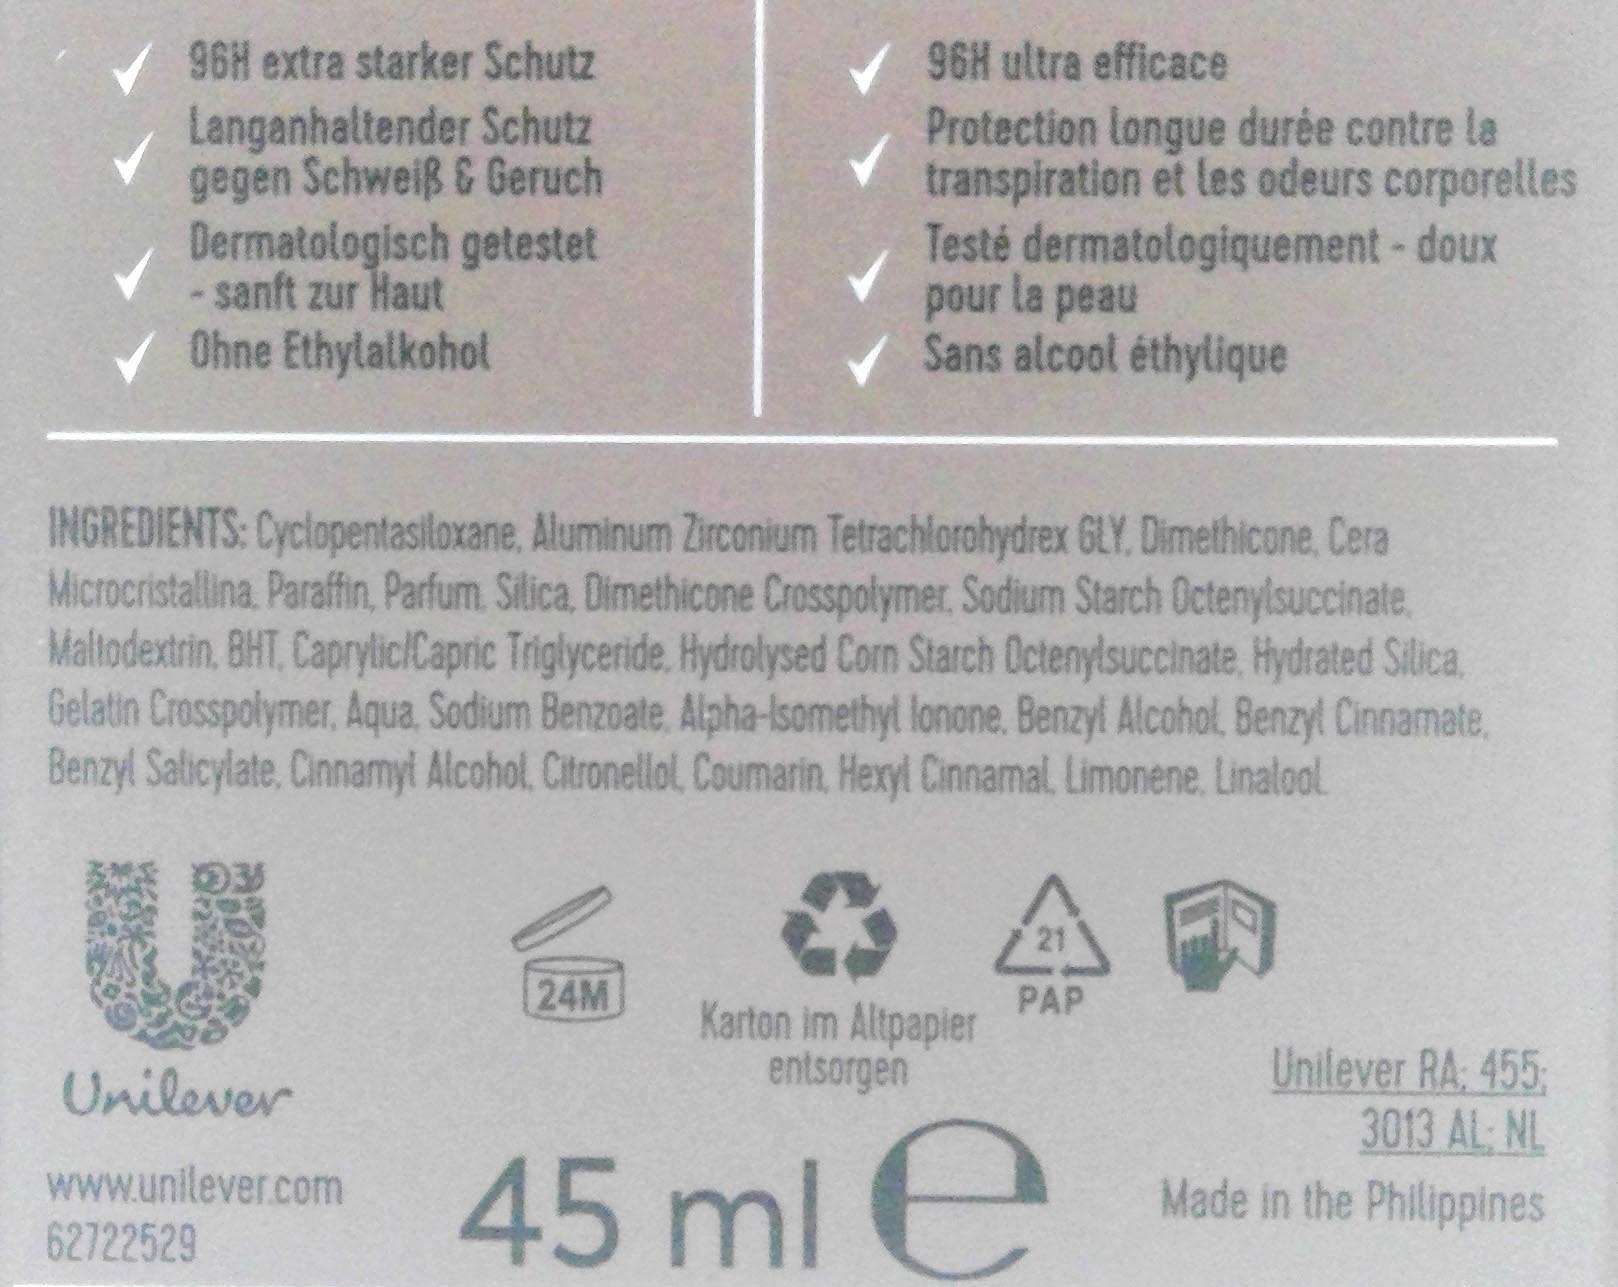 96H extra starker Schutz
Langanhaltender Schutz
gegen Schweiß & Geruch
Dermatologisch getestet
- sanft zur Haut
Ohne Ethylalkohol
96H ultra efficace
Protection longue durée contre la
transpiration et les odeurs corporelles
Testé dermatologiquement - doux
pour la peau
Sans alcool éthylique
INGREDIENTS: Cyclopentasiloxane, Aluminum Zirconium Tetrachlorohydrex GLY, Dimethicone, Cera
Microcristallina, Paraffin, Parfum, Silica, Dimethicone Crosspolymer, Sodium Starch Octenylsuccinate,
Maltodextrin, BHT, Caprylic/Capric Triglyceride, Hydrolysed Corn Starch Octenylsuccinate, Hydrated Silica,
Gelatin Crosspolymer, Aqua, Sodium Benzoate, Alpha-Isomethyl Ionone, Benzyl Alcohol, Benzyl Cinnamate,
Benzyl Salicylate, Cinnamyl Alcohol, Citronellol, Coumarin, Hexyl Cinnamal, Limonene, Linalool.
24M
Karton im Altpapier
entsorgen
21
PAP
Unilever
www.unilever.com
62722529
45 ml e
Unilever RA; 455;
3013 AL; NL
Made in the Philippines